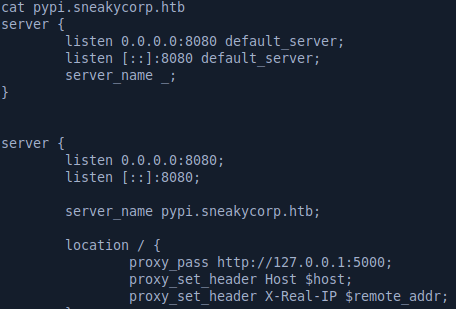 cat pypi.sneakycorp.htb
server {
        listen 0.0.0.0:8080 default_server;
        listen [::]:8080 default_server;
        server_name _;
}
server {
        listen 0.0.0.0:8080;
        listen [::]:8080;
        server_name pypi.sneakycorp.htb;
        location / {
                proxy_pass http://127.0.0.1:5000;
                proxy_set_header Host $host;
                proxy_set_header X-Real-IP $remote_addr;